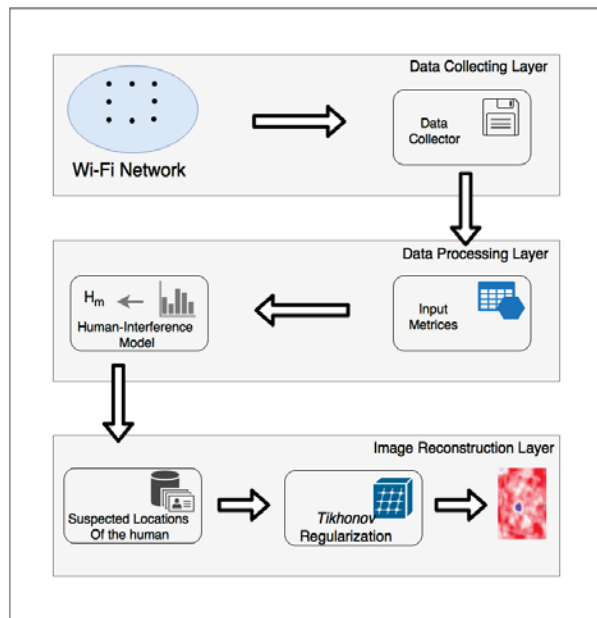 Data Collecting Layer
Wi-Fi Network
Data
Collector
Data Processing Layer
Hm
Human-Interference
Model
Input
Metrices
Image Reconstruction Layer
Suspected Locations
Of the human
Tikhonov
Regularization